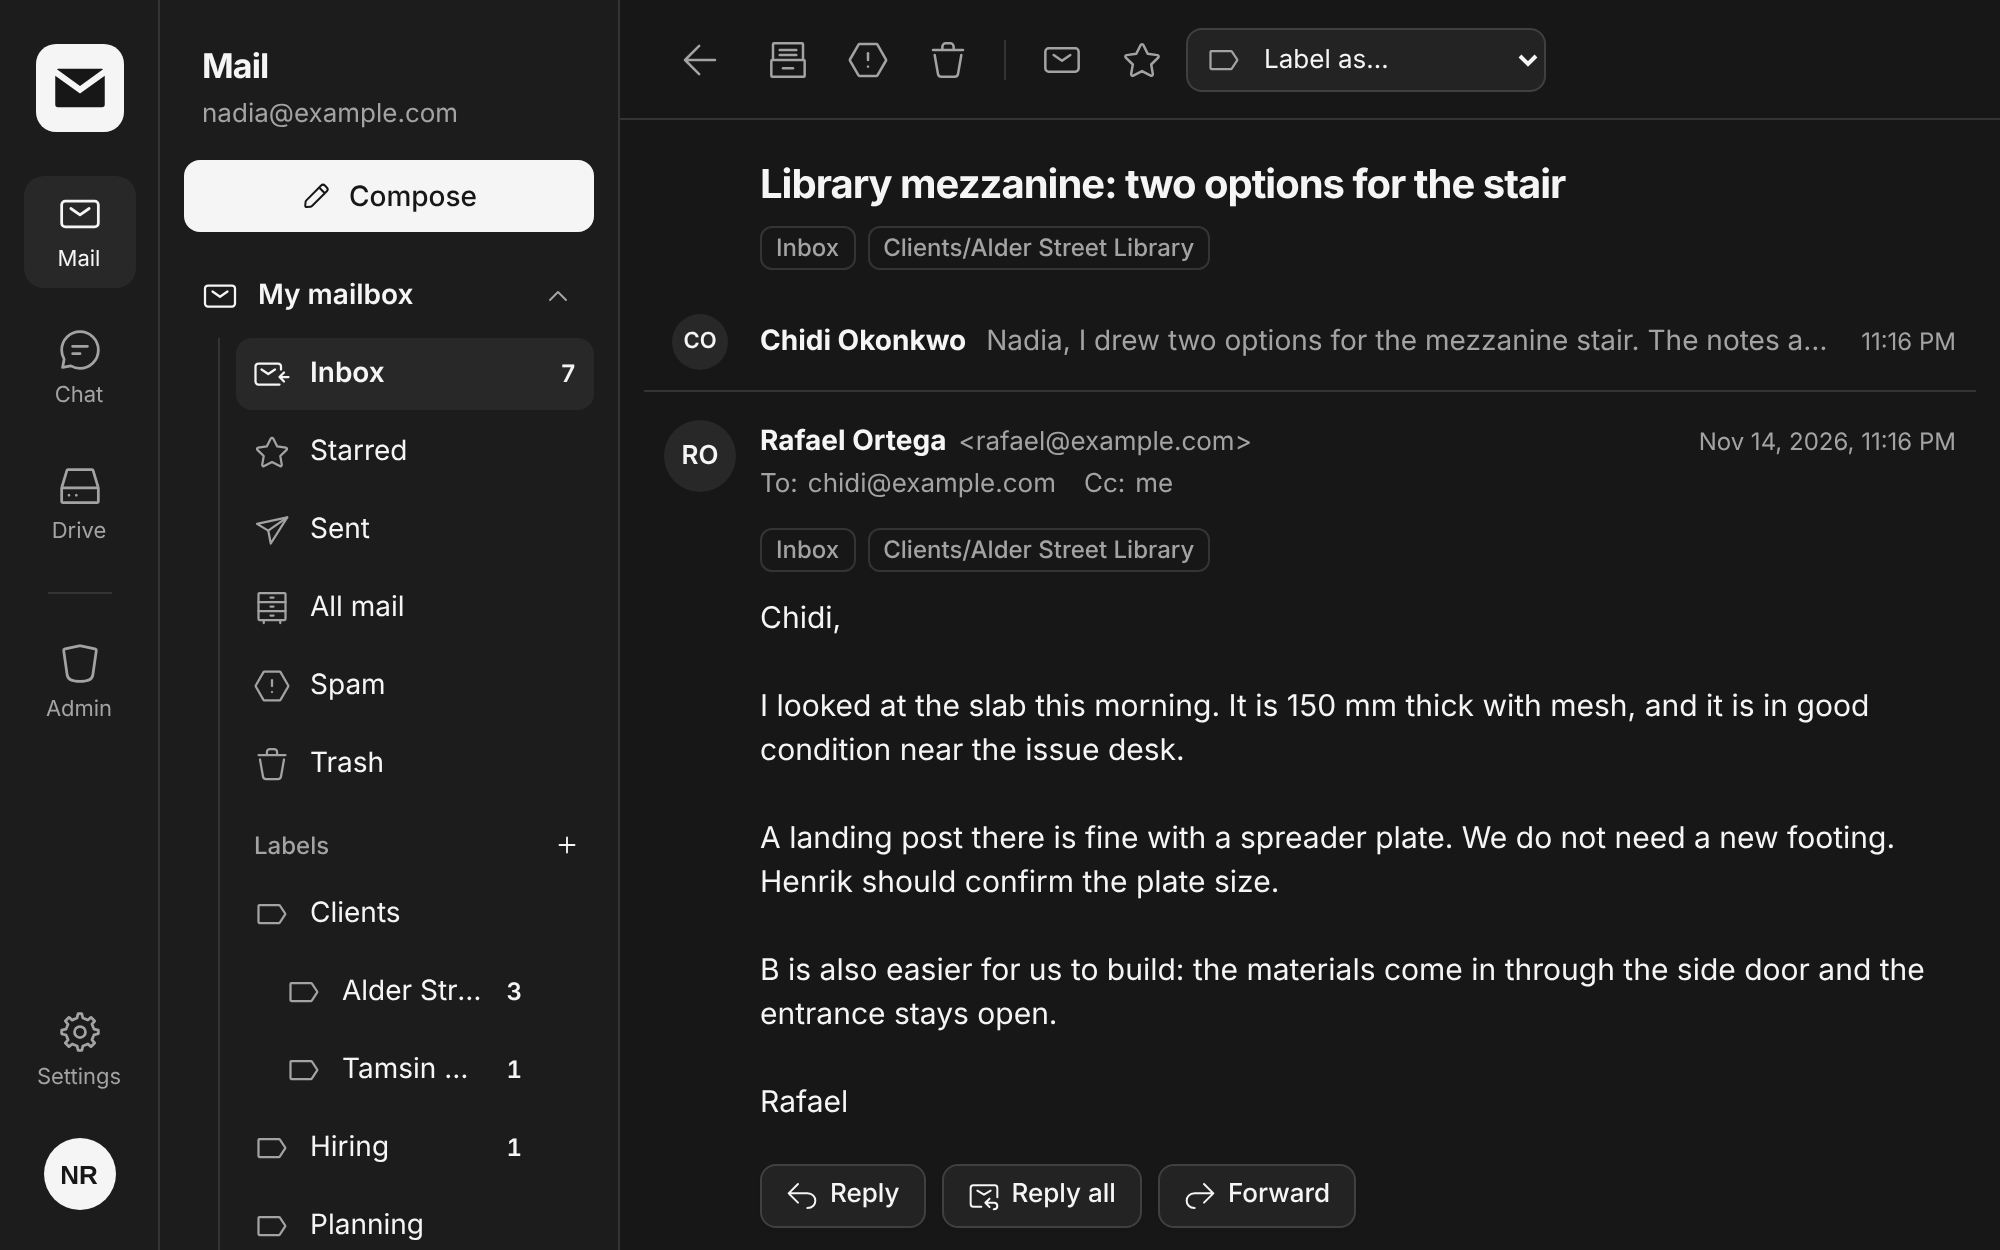 Mail
Chat
Drive
Admin
Settings
NR
Mail
nadia@example.com
Compose
My mailbox
Inbox 7
Starred
Sent
All mail
Spam
Trash
Labels +
Clients
Alder Str... 3
Tamsin ... 1
Hiring 1
Planning
Label as...
Library mezzanine: two options for the stair
Inbox Clients/Alder Street Library
CO Chidi Okonkwo Nadia, I drew two options for the mezzanine stair. The notes a... 11:16 PM
RO Rafael Ortega <rafael@example.com> Nov 14, 2026, 11:16 PM
To: chidi@example.com Cc: me
Inbox Clients/Alder Street Library
Chidi,
I looked at the slab this morning. It is 150 mm thick with mesh, and it is in good
condition near the issue desk.
A landing post there is fine with a spreader plate. We do not need a new footing.
Henrik should confirm the plate size.
B is also easier for us to build: the materials come in through the side door and the
entrance stays open.
Rafael
Reply Reply all Forward